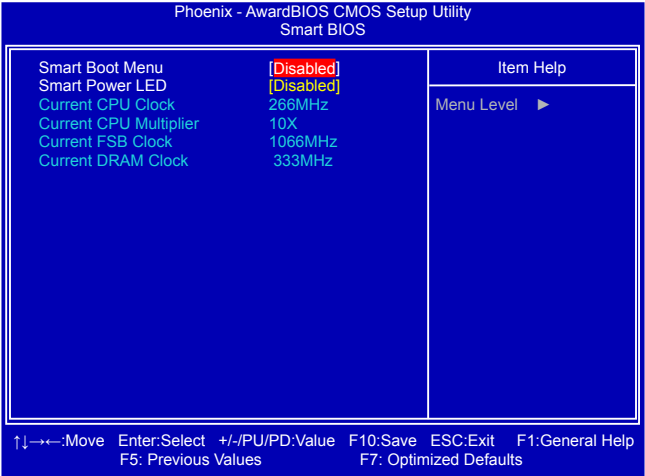 Phoenix - AwardBIOS CMOS Setup Utility
Smart BIOS
Smart Boot Menu [Disabled]
Smart Power LED [Disabled]
Current CPU Clock 266MHz
Current CPU Multiplier 10X
Current FSB Clock 1066MHz
Current DRAM Clock 333MHz
Item Help
Menu Level ►
↑↓→←:Move Enter:Select +/-/PU/PD:Value F10:Save ESC:Exit F1:General Help
F5: Previous Values F7: Optimized Defaults